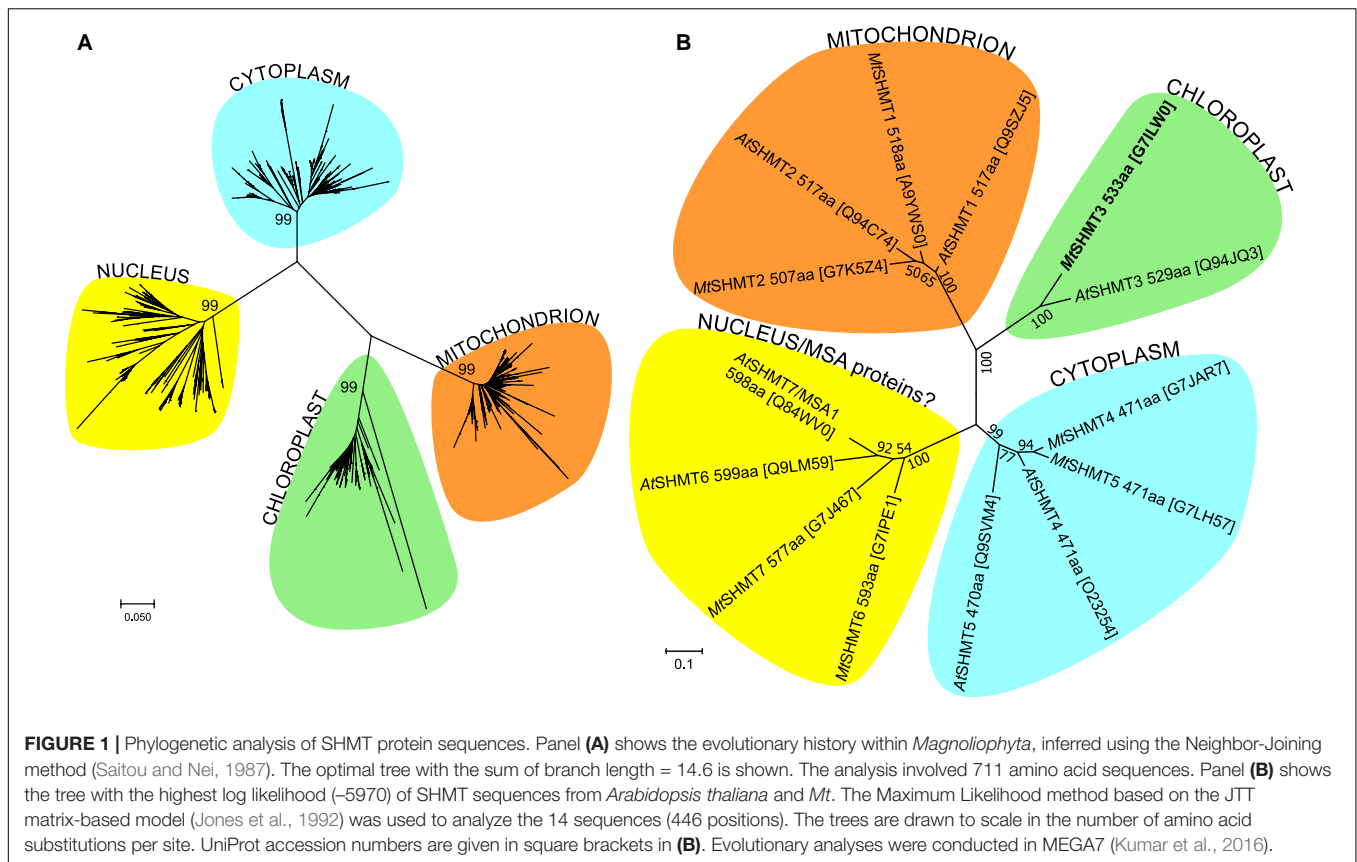 A
CYTOPLASM
99
NUCLEUS
99
MITOCHONDRION
99
CHLOROPLAST
99
0.050
B
MITOCHONDRION
MtSHMT1 518aa [A9YWS0]
AtSHMT1 517aa [Q9SZJ5]
AtSHMT2 517aa [Q94C74]
MtSHMT2 507aa [G7K5Z4]
50
65
100
CHLOROPLAST
MtSHMT3 533aa [G7ILW0]
AtSHMT3 529aa [Q94JQ3]
100
100
NUCLEUS/MSA proteins?
AtSHMT7/MSA1
598aa [Q84WV0]
AtSHMT6 599aa [Q9LM59]
MtSHMT7 577aa [G7J467]
MtSHMT6 593aa [G7IPE1]
92
54
100
CYTOPLASM
MtSHMT4 471aa [G7JAR7]
MtSHMT5 471aa [G7LH57]
AtSHMT4 471aa [O23254]
AtSHMT5 470aa [Q9SVM4]
99
94
77
0.1
FIGURE 1 | Phylogenetic analysis of SHMT protein sequences. Panel (A) shows the evolutionary history within Magnoliophyta, inferred using the Neighbor-Joining
method (Saitou and Nei, 1987). The optimal tree with the sum of branch length = 14.6 is shown. The analysis involved 711 amino acid sequences. Panel (B) shows
the tree with the highest log likelihood (–5970) of SHMT sequences from Arabidopsis thaliana and Mt. The Maximum Likelihood method based on the JTT
matrix-based model (Jones et al., 1992) was used to analyze the 14 sequences (446 positions). The trees are drawn to scale in the number of amino acid
substitutions per site. UniProt accession numbers are given in square brackets in (B). Evolutionary analyses were conducted in MEGA7 (Kumar et al., 2016).